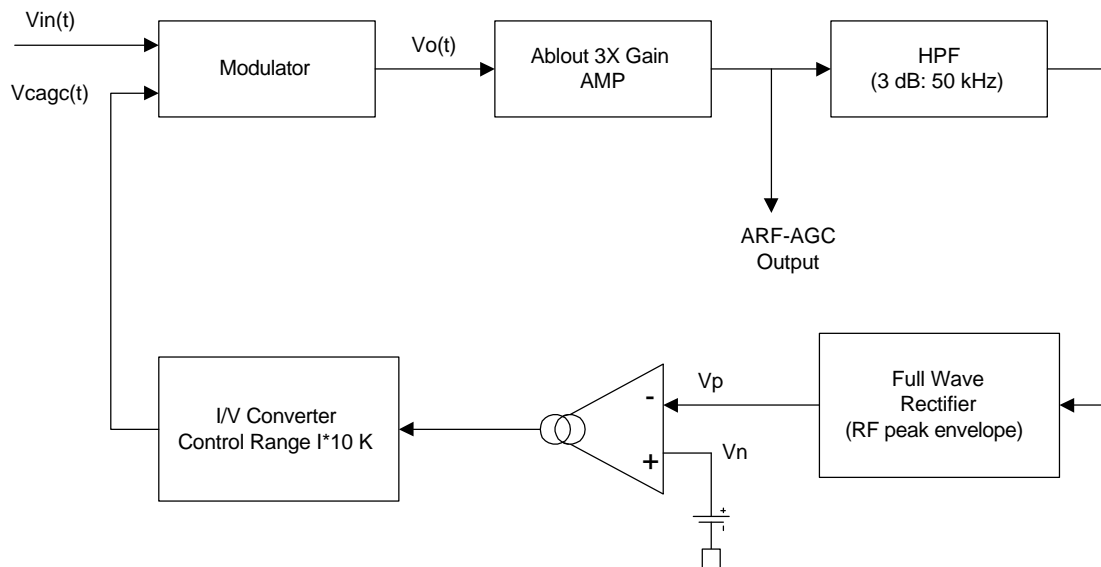 Vin(t)
Vcagc(t)
Modulator
Vo(t)
Ablout 3X Gain
AMP
HPF
(3 dB: 50 kHz)
ARF-AGC
Output
I/V Converter
Control Range I*10 K
-
+
Vp
Vn
+
-
Full Wave
Rectifier
(RF peak envelope)